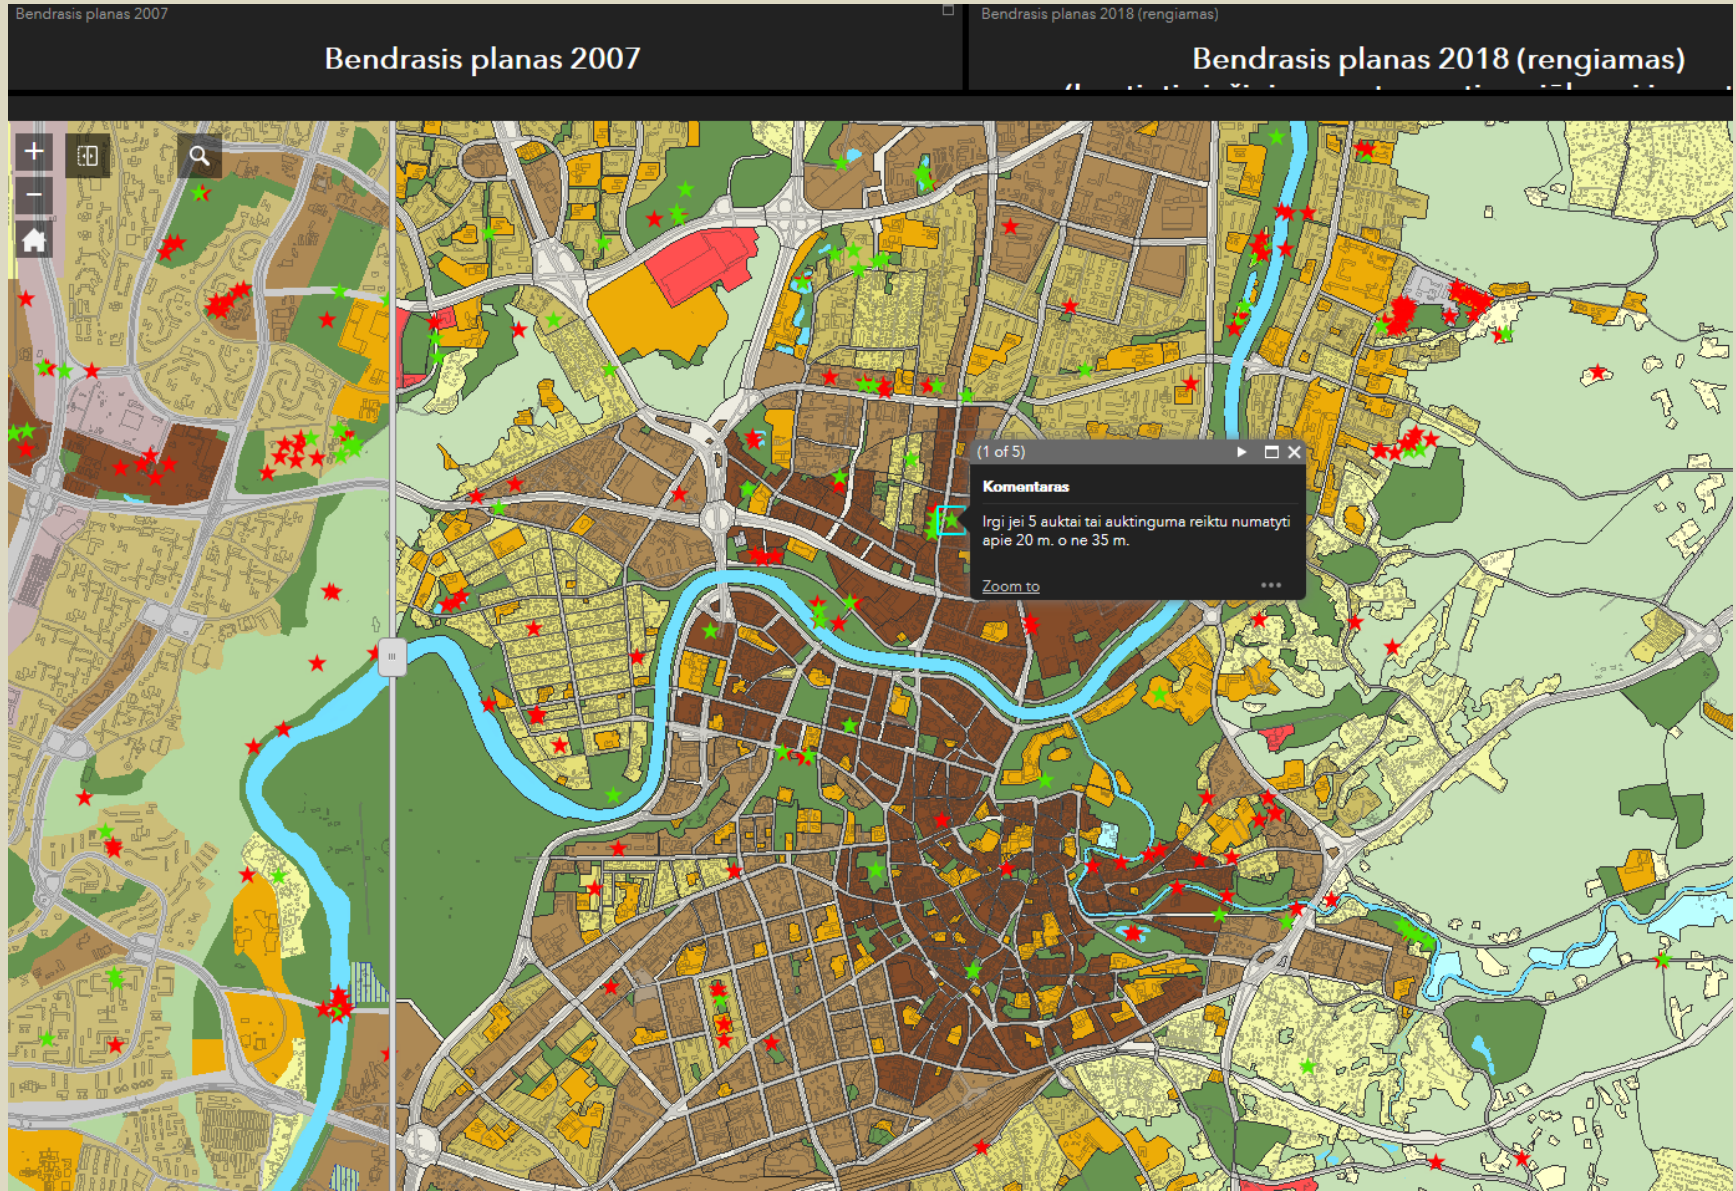 Bendrasis planas 2007
Bendrasis planas 2018 (rengiamas)
Bendrasis planas 2007
Bendrasis planas 2018 (rengiamas)
(1 of 5)
Komentaras
Irgi jei 5 auktai tai auktinguma reiktu numatyti
apie 20 m. o ne 35 m.
Zoom to